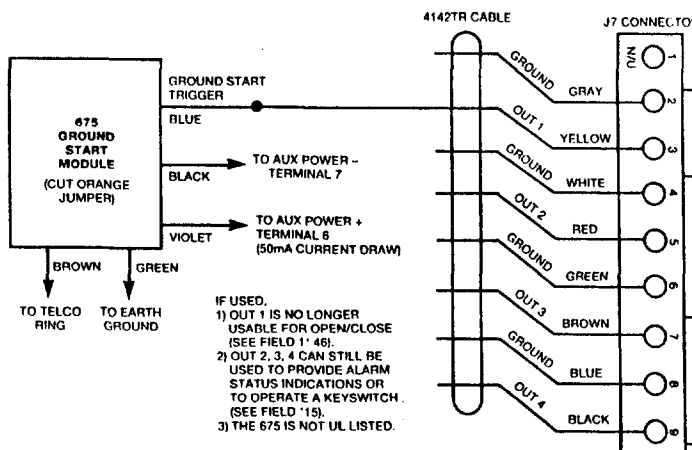 4142TR CABLE
J7 CONNECTO
GROUND START
TRIGGER
BLUE
675
GROUND
START
MODULE
(CUT ORANGE
JUMPER)
BLACK
TO AUX POWER –
TERMINAL 7
VIOLET
TO AUX POWER +
TERMINAL 6
(50mA CURRENT DRAW)
BROWN
GREEN
TO TELCO
RING
TO EARTH
GROUND
IF USED,
1) OUT 1 IS NO LONGER
USABLE FOR OPEN/CLOSE
(SEE FIELD 1* 46).
2) OUT 2, 3, 4 CAN STILL BE
USED TO PROVIDE ALARM
STATUS INDICATIONS OR
TO OPERATE A KEYSWITCH.
(SEE FIELD *15).
3) THE 675 IS NOT UL LISTED.
N/U
1
GROUND
GRAY
2
OUT 1
YELLOW
3
GROUND
WHITE
4
OUT 2
RED
5
GROUND
GREEN
6
OUT 3
BROWN
7
GROUND
BLUE
8
OUT 4
BLACK
9